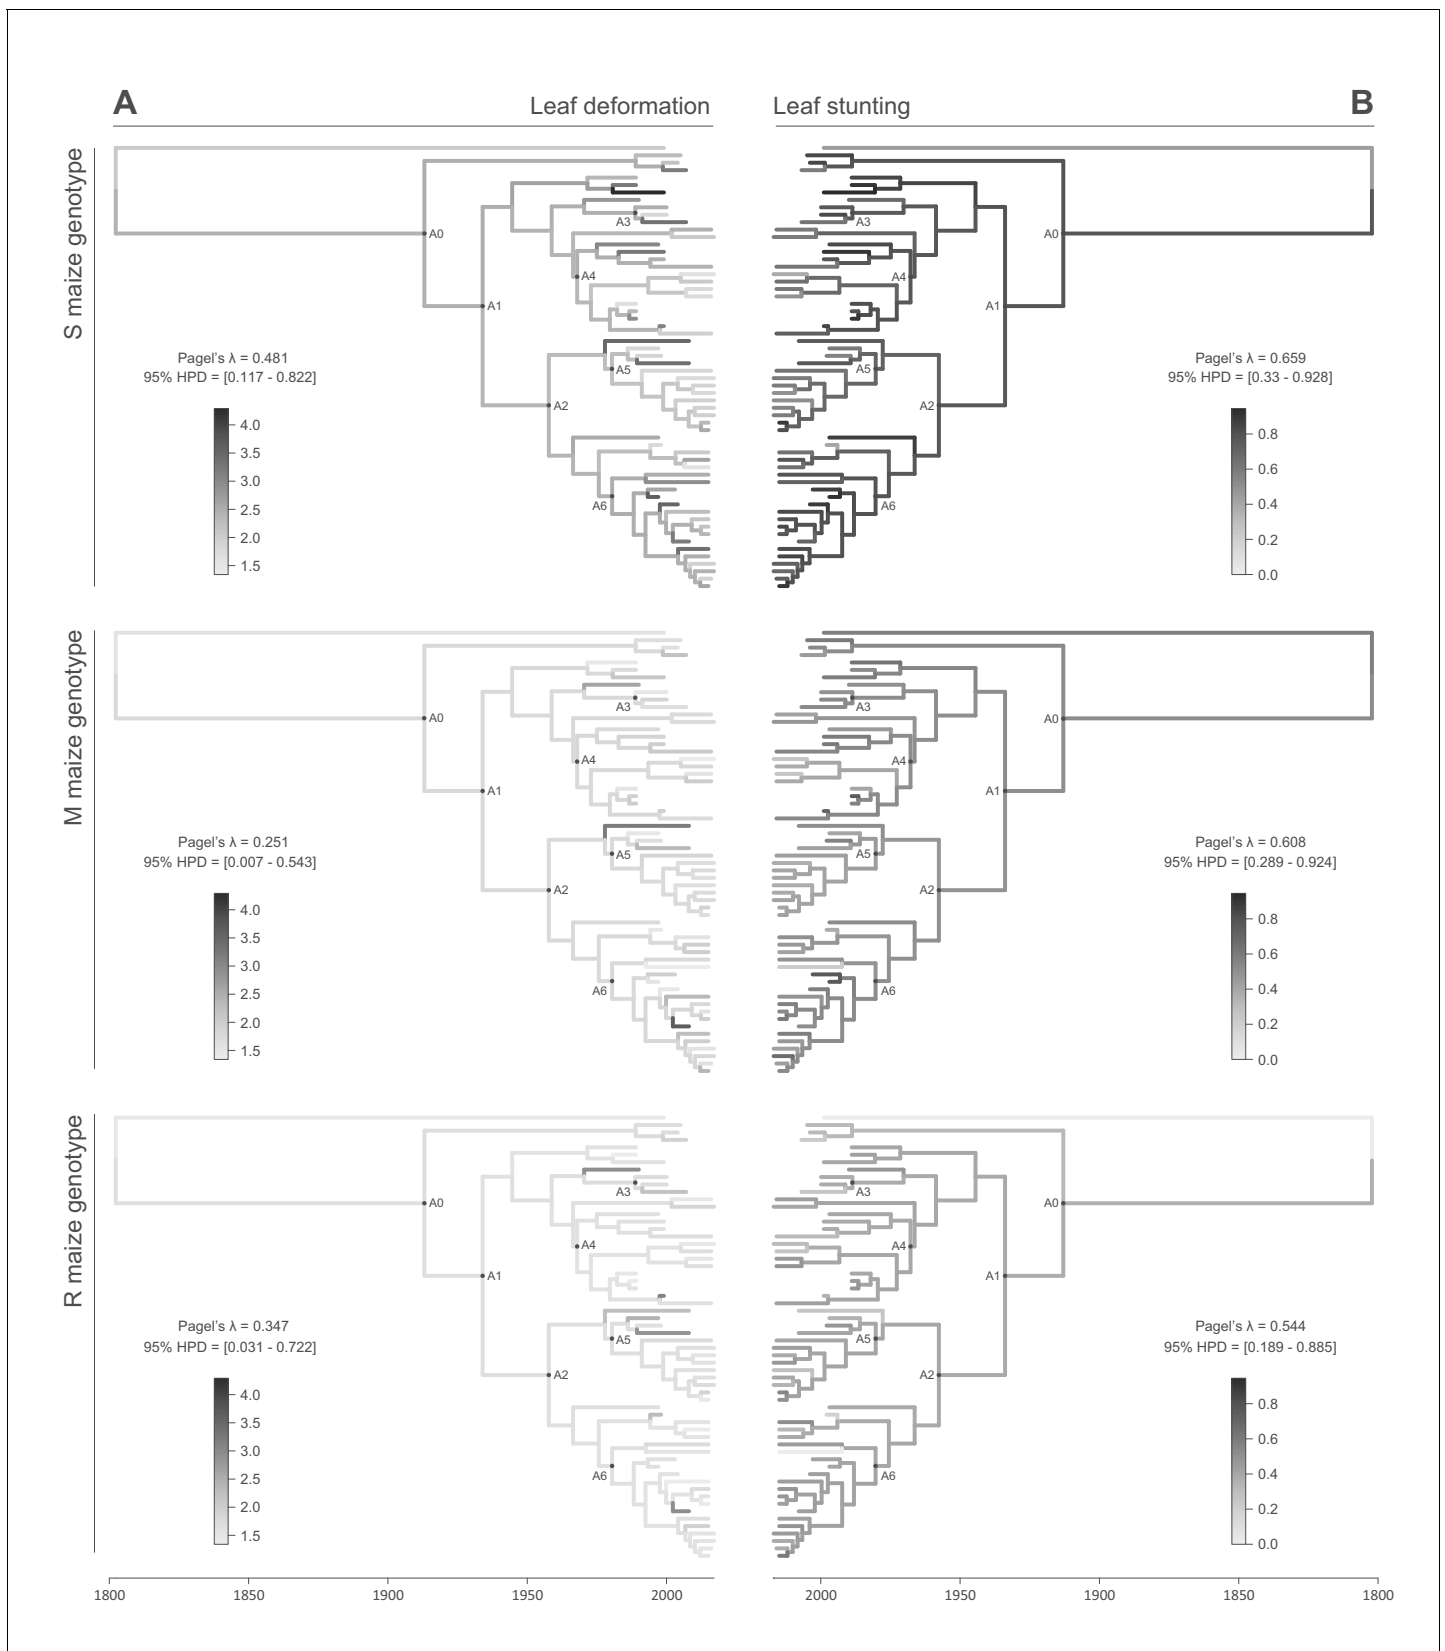 A Leaf deformation Leaf stunting B
S maize genotype
A0
A1
A2
A3
A4
A5
A6
Pagel's λ = 0.481
95% HPD = [0.117 - 0.822]
4.0
3.5
3.0
2.5
2.0
1.5
A0
A1
A2
A3
A4
A5
A6
Pagel's λ = 0.659
95% HPD = [0.33 - 0.928]
0.8
0.6
0.4
0.2
0.0
M maize genotype
A0
A1
A2
A3
A4
A5
A6
Pagel's λ = 0.251
95% HPD = [0.007 - 0.543]
4.0
3.5
3.0
2.5
2.0
1.5
A0
A1
A2
A3
A4
A5
A6
Pagel's λ = 0.608
95% HPD = [0.289 - 0.924]
0.8
0.6
0.4
0.2
0.0
R maize genotype
A0
A1
A2
A3
A4
A5
A6
Pagel's λ = 0.347
95% HPD = [0.031 - 0.722]
4.0
3.5
3.0
2.5
2.0
1.5
A0
A1
A2
A3
A4
A5
A6
Pagel's λ = 0.544
95% HPD = [0.189 - 0.885]
0.8
0.6
0.4
0.2
0.0
1800 1850 1900 1950 2000 2000 1950 1900 1850 1800